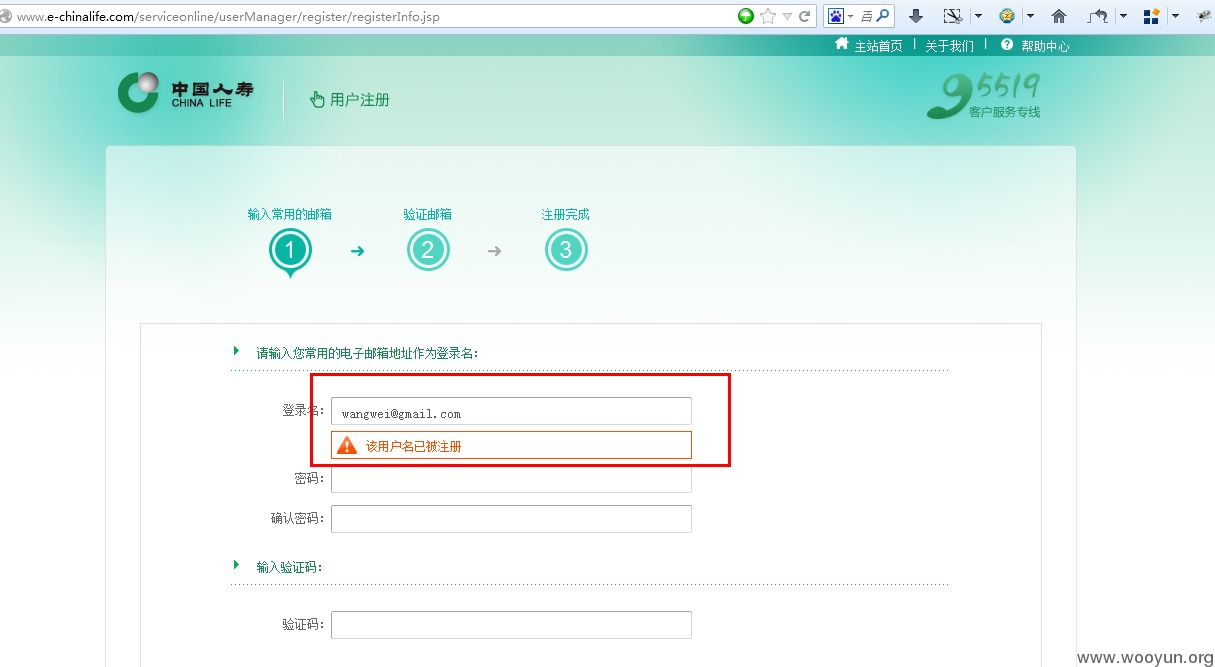 www.e-chinalife.com/serviceonline/userManager/register/registerInfo.jsp
主站首页 关于我们 帮助中心
中国人寿
CHINA LIFE
用户注册
95519
客户服务专线
输入常用的邮箱 验证邮箱 注册完成
1 2 3
请输入您常用的电子邮箱地址作为登录名:
登录名: wangwei@gmail.com
该用户名已被注册
密码:
确认密码:
输入验证码:
验证码:
www.wooyun.org